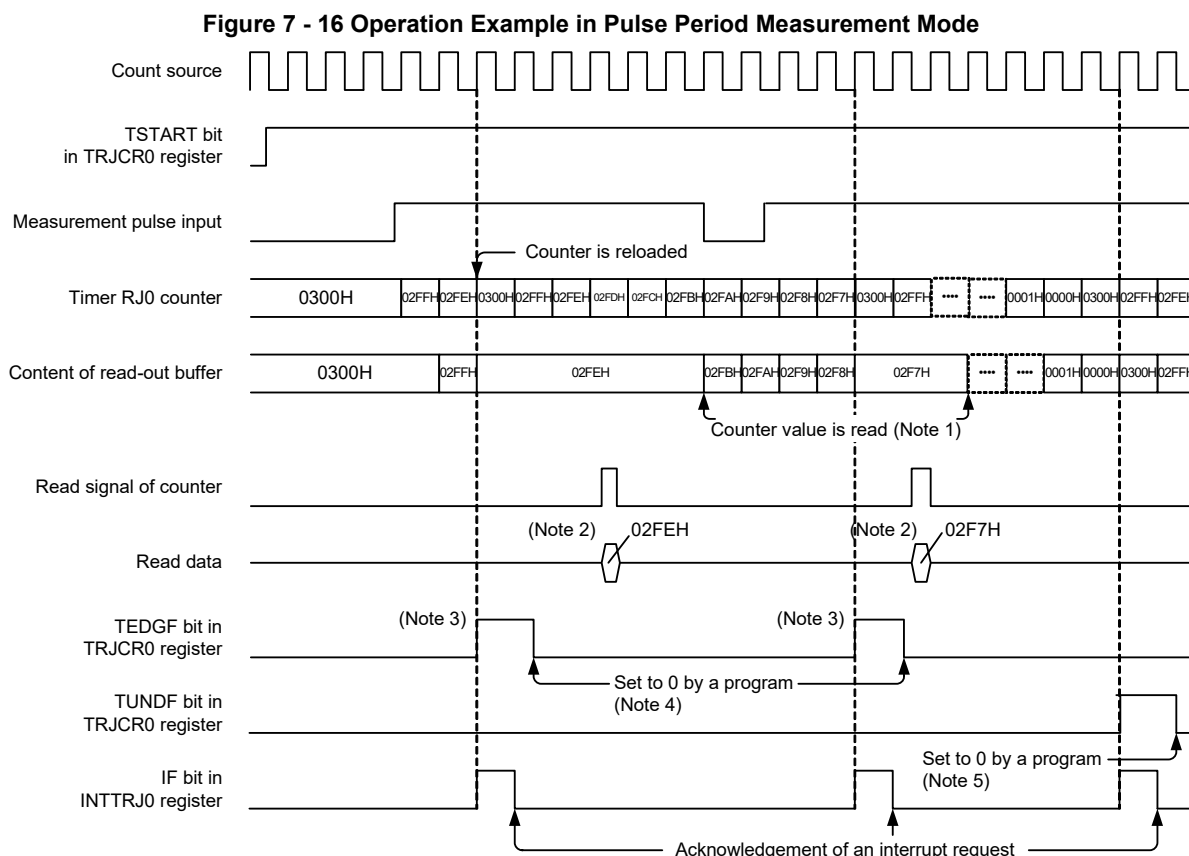 Figure 7 - 16 Operation Example in Pulse Period Measurement Mode
Count source
TSTART bit
in TRJCR0 register
Measurement pulse input
Counter is reloaded
Timer RJ0 counter
0300H 02FFH 02FEH 0300H 02FFH 02FEH 02FDH 02FCH 02FBH 02FAH 02F9H 02F8H 02F7H 0300H 02FFH •••• •••• 0001H 0000H 0300H 02FFH 02FEH
Content of read-out buffer
0300H 02FFH 02FEH 02FBH 02FAH 02F9H 02F8H 02F7H •••• •••• 0001H 0000H 0300H 02FFH
Counter value is read (Note 1)
Read signal of counter
(Note 2) 02FEH (Note 2) 02F7H
Read data
TEDGF bit in
TRJCR0 register
(Note 3) (Note 3)
Set to 0 by a program
(Note 4)
TUNDF bit in
TRJCR0 register
Set to 0 by a program
(Note 5)
IF bit in
INTTRJ0 register
Acknowledgement of an interrupt request